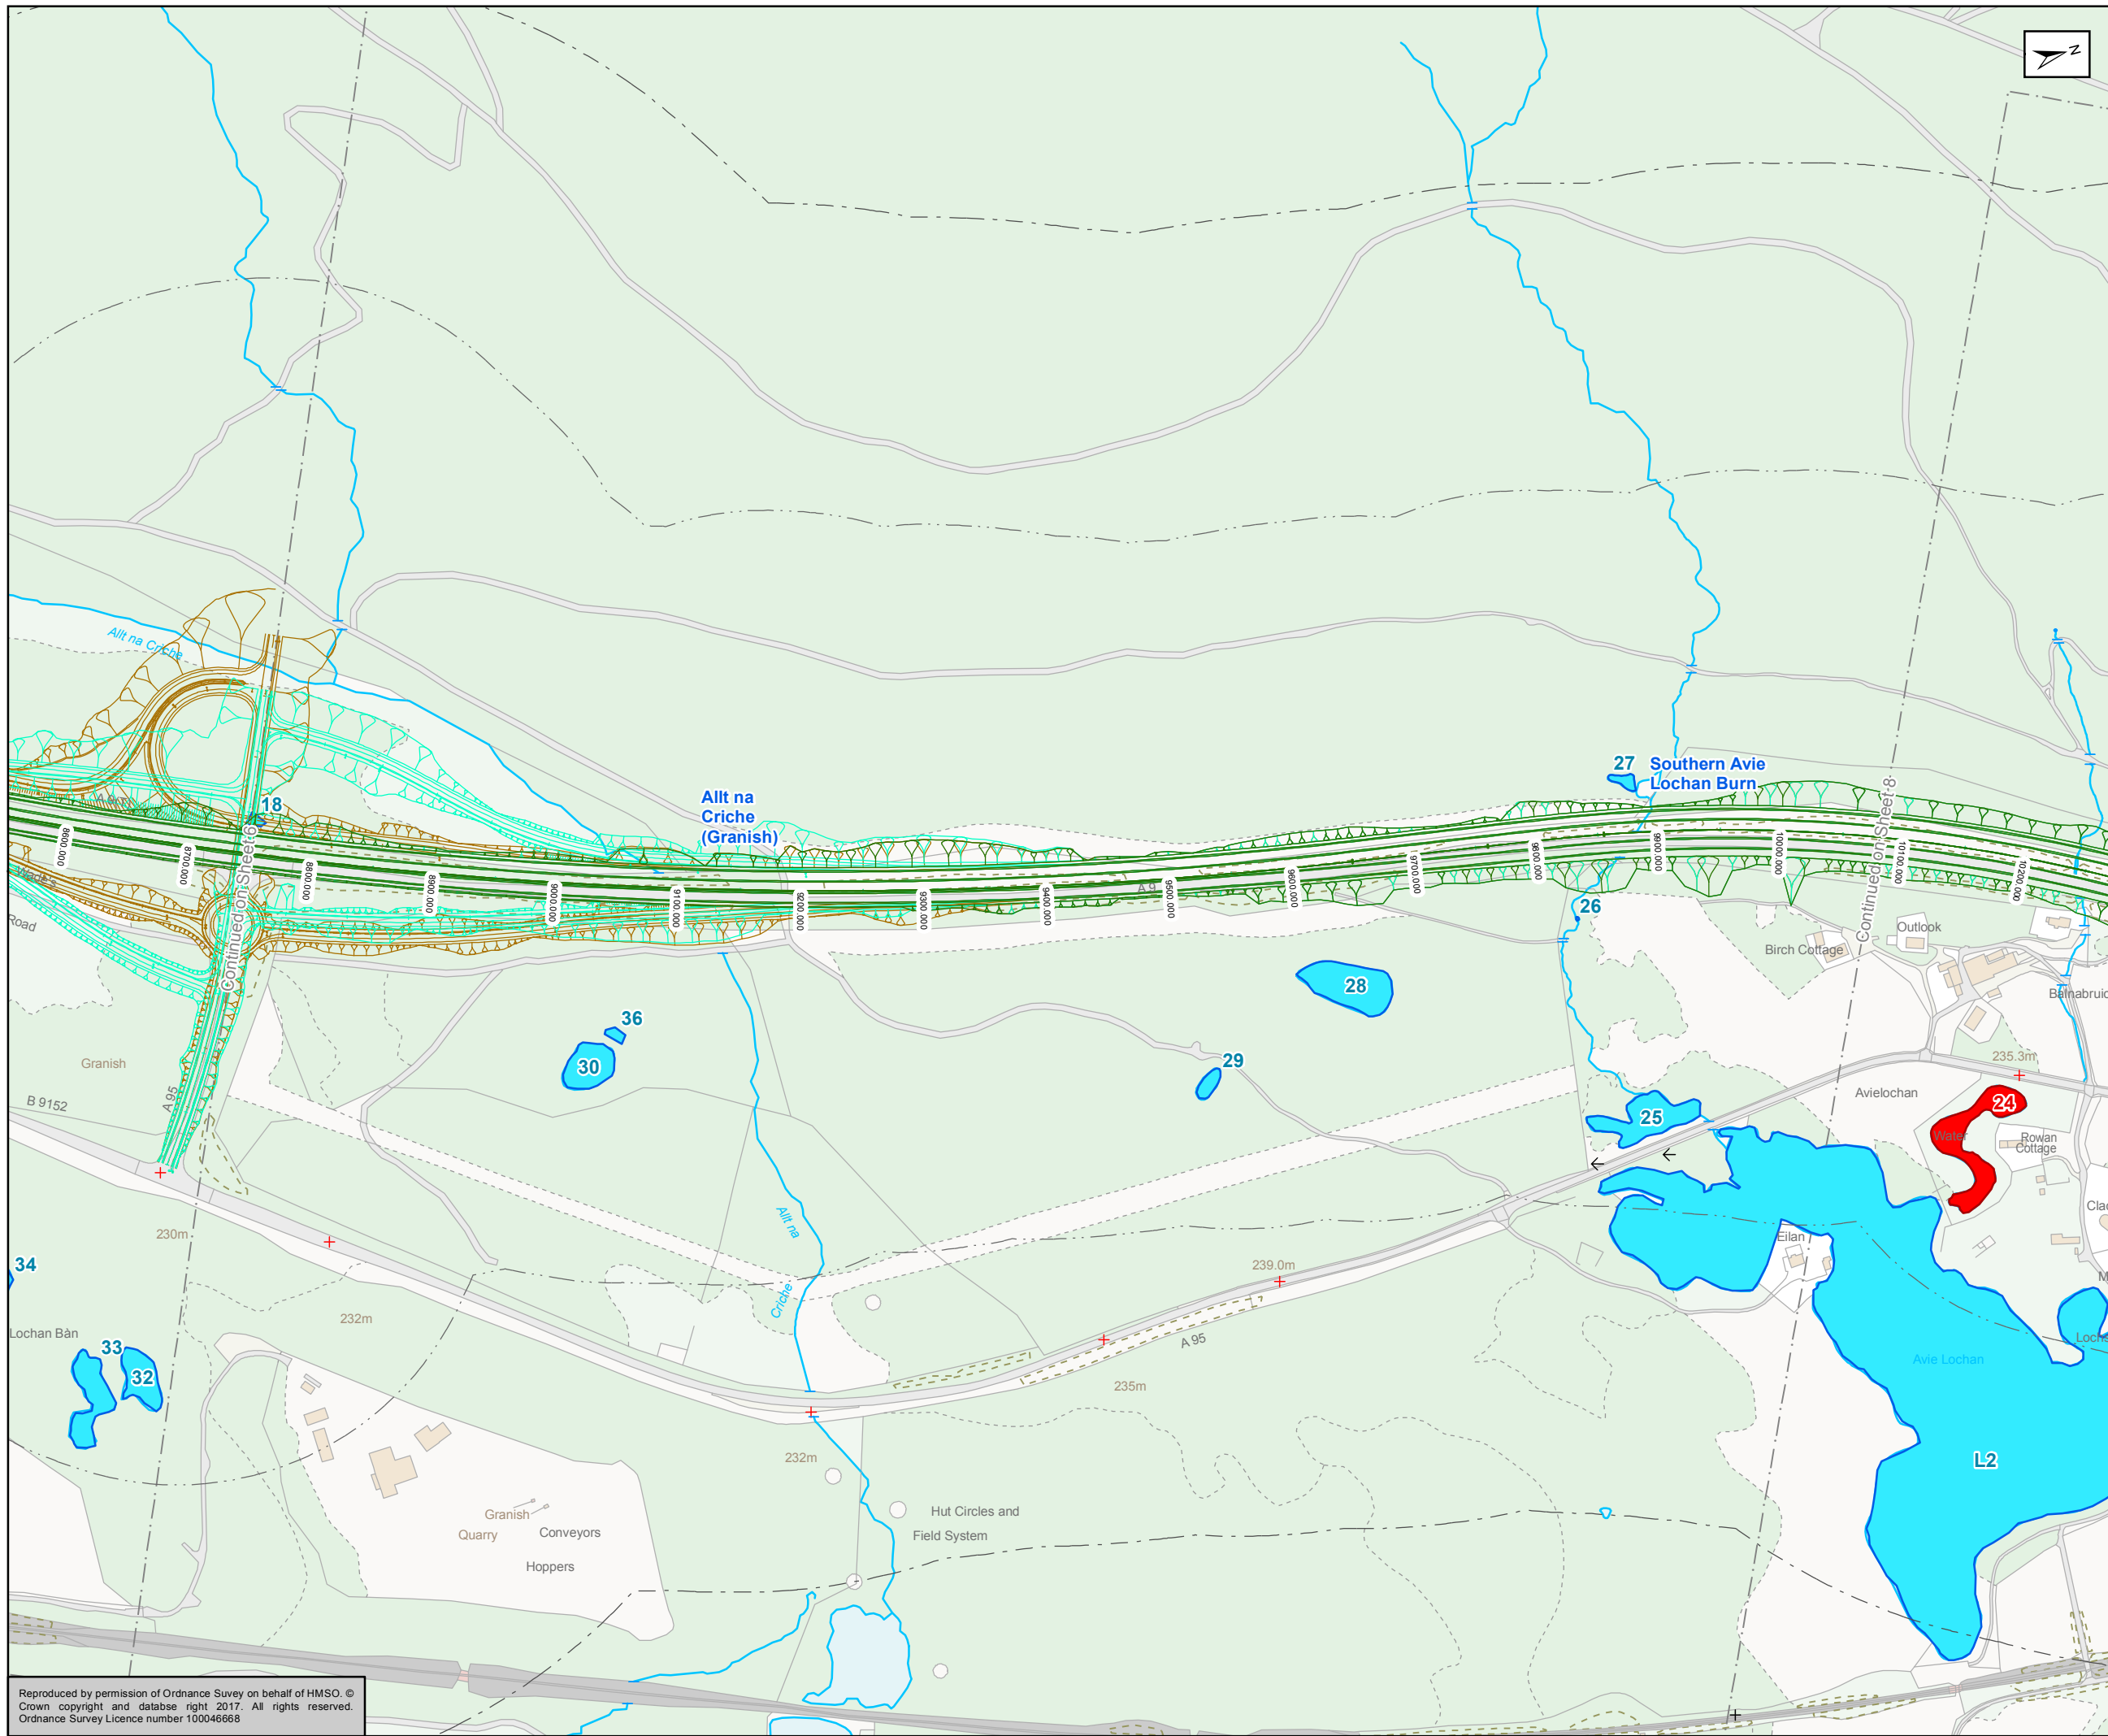 N
Allt na Criche
27
Southern Avie
Lochan Burn
18
Allt na
Criche
(Granish)
8600.000
8700.000
8800.000
8900.000
9000.000
9100.000
9200.000
9300.000
9400.000
A 9
9500.000
9600.000
9700.000
9800.000
9900.000
10000.000
10100.000
10200.000
Continued on Sheet 6
Continued on Sheet 8
Wade's
Road
26
Outlook
Birch Cottage
Balnabruic
28
36
30
29
Granish
235.3m
A 95
B 9152
Avielochan
24
25
Water
Rowan
Cottage
Allt na
Criche
230m
Eilan
34
239.0m
232m
Lochan Bàn
33
32
A 95
235m
Avie Lochan
232m
L2
Granish
Quarry
Conveyors
Hoppers
Hut Circles and
Field System
Reproduced by permission of Ordnance Suvey on behalf of HMSO. ©
Crown copyright and databse right 2017. All rights reserved.
Ordnance Survey Licence number 100046668